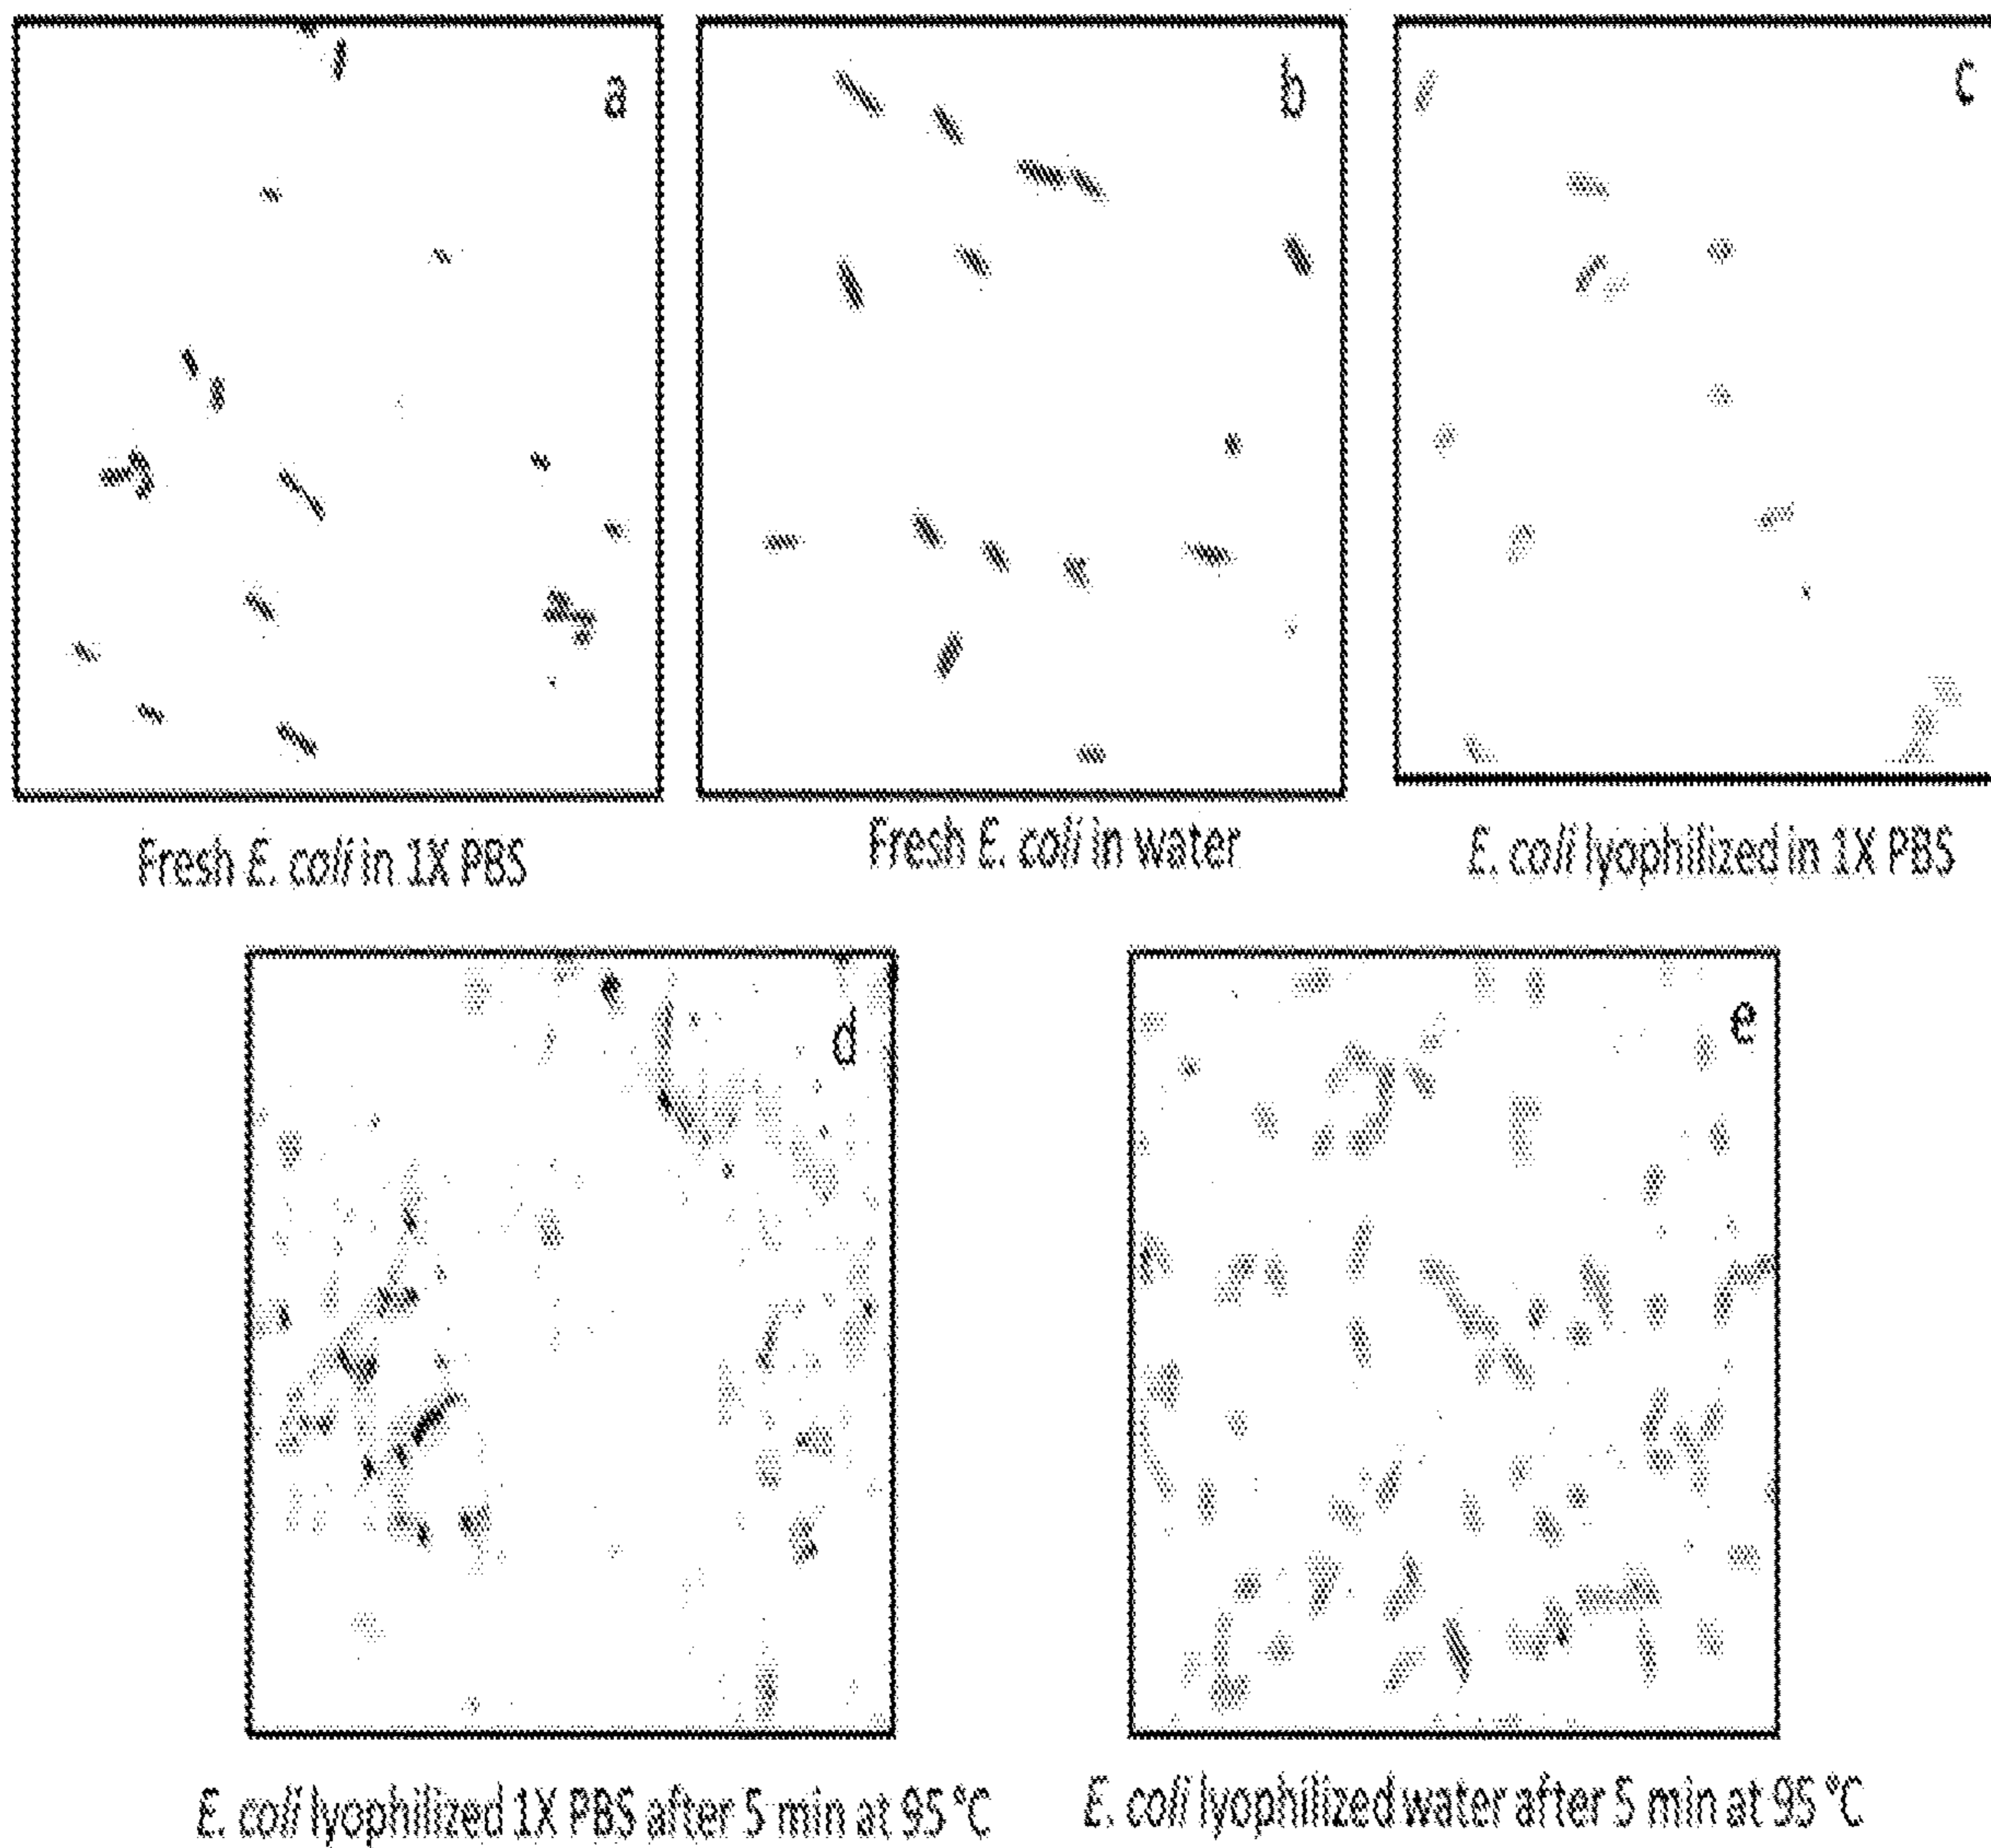 a
b
c
Fresh E. coli in 1X PBS
Fresh E. coli in water
E. coli lyophilized in 1X PBS
d
e
E. coli lyophilized 1X PBS after 5 min at 95 °C
E. coli lyophilized water after 5 min at 95 °C